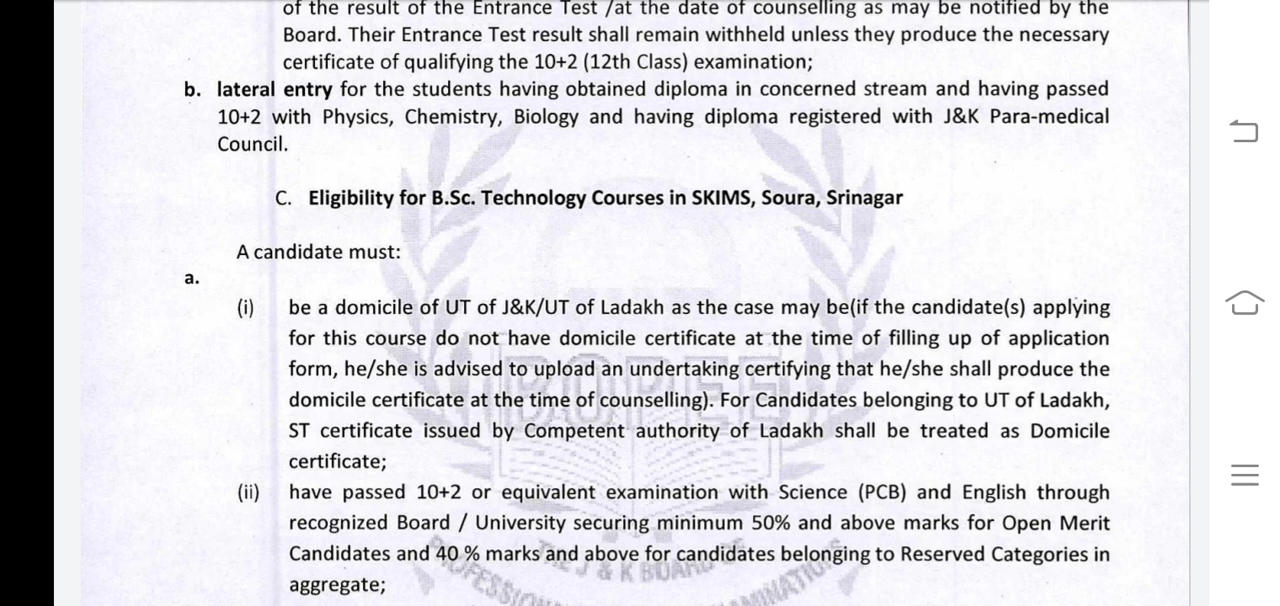 of the result of the Entrance Test /at the date of counselling as may be notified by the
Board. Their Entrance Test result shall remain withheld unless they produce the necessary
certificate of qualifying the 10+2 (12th Class) examination;
b. lateral entry for the students having obtained diploma in concerned stream and having passed
10+2 with Physics, Chemistry, Biology and having diploma registered with J&K Para-medical
Council.
C. Eligibility for B.Sc. Technology Courses in SKIMS, Soura, Srinagar
A candidate must:
a.
(i) be a domicile of UT of J&K/UT of Ladakh as the case may be(if the candidate(s) applying
for this course do not have domicile certificate at the time of filling up of application
form, he/she is advised to upload an undertaking certifying that he/she shall produce the
domicile certificate at the time of counselling). For Candidates belonging to UT of Ladakh,
ST certificate issued by Competent authority of Ladakh shall be treated as Domicile
certificate;
(ii) have passed 10+2 or equivalent examination with Science (PCB) and English through
recognized Board / University securing minimum 50% and above marks for Open Merit
Candidates and 40 % marks and above for candidates belonging to Reserved Categories in
aggregate;
BOPEE
THE J & K BOARD OF